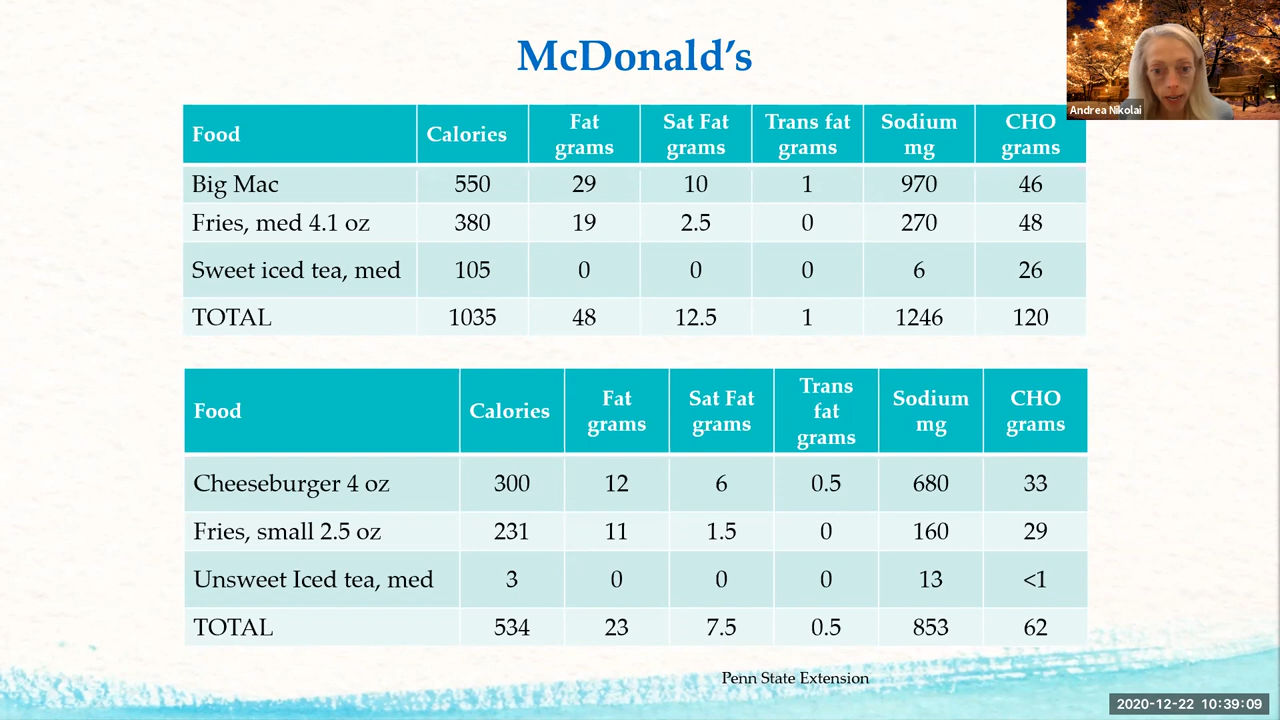 McDonald's
Andrea Nikolai
Food Calories Fat grams Sat Fat grams Trans fat grams Sodium mg CHO grams
Big Mac 550 29 10 1 970 46
Fries, med 4.1 oz 380 19 2.5 0 270 48
Sweet iced tea, med 105 0 0 0 6 26
TOTAL 1035 48 12.5 1 1246 120
Food Calories Fat grams Sat Fat grams Trans fat grams Sodium mg CHO grams
Cheeseburger 4 oz 300 12 6 0.5 680 33
Fries, small 2.5 oz 231 11 1.5 0 160 29
Unsweet Iced tea, med 3 0 0 0 13 <1
TOTAL 534 23 7.5 0.5 853 62
Penn State Extension
2020-12-22 10:39:09